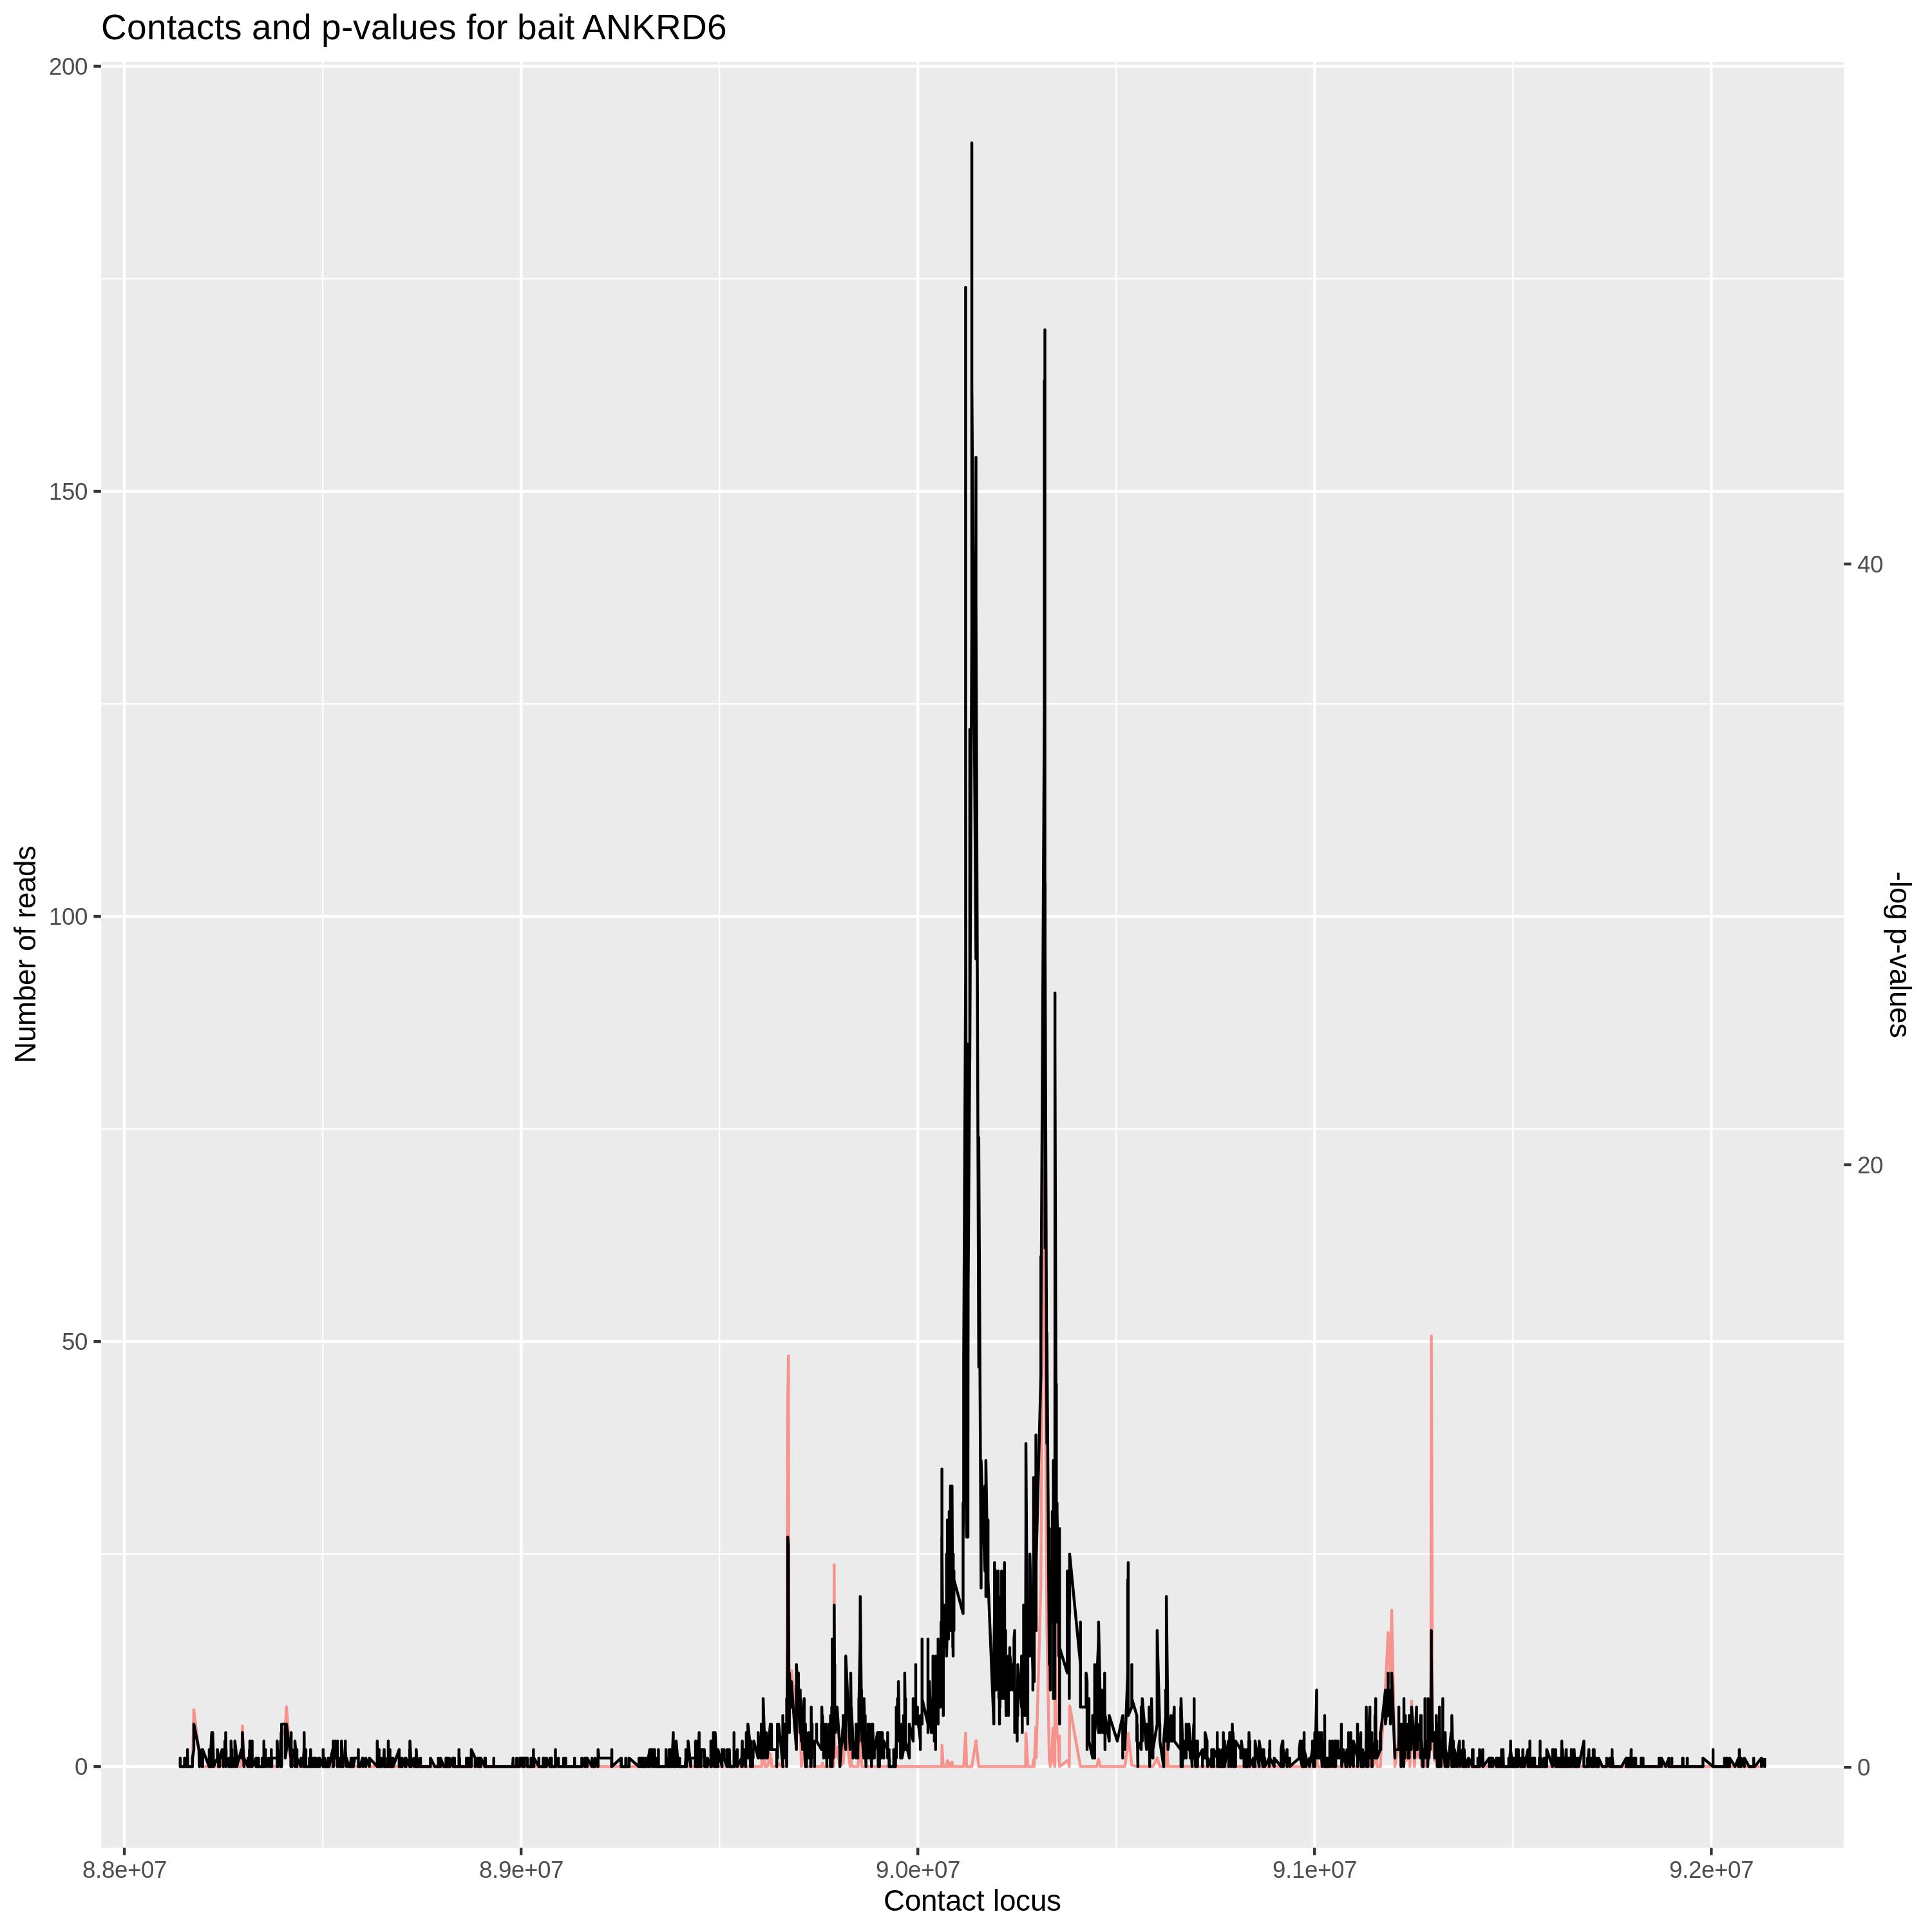 Contacts and p-values for bait ANKRD6
200
150
100
50
0
Number of reads
40
20
0
-log p-values
8.8e+07
8.9e+07
9.0e+07
9.1e+07
9.2e+07
Contact locus